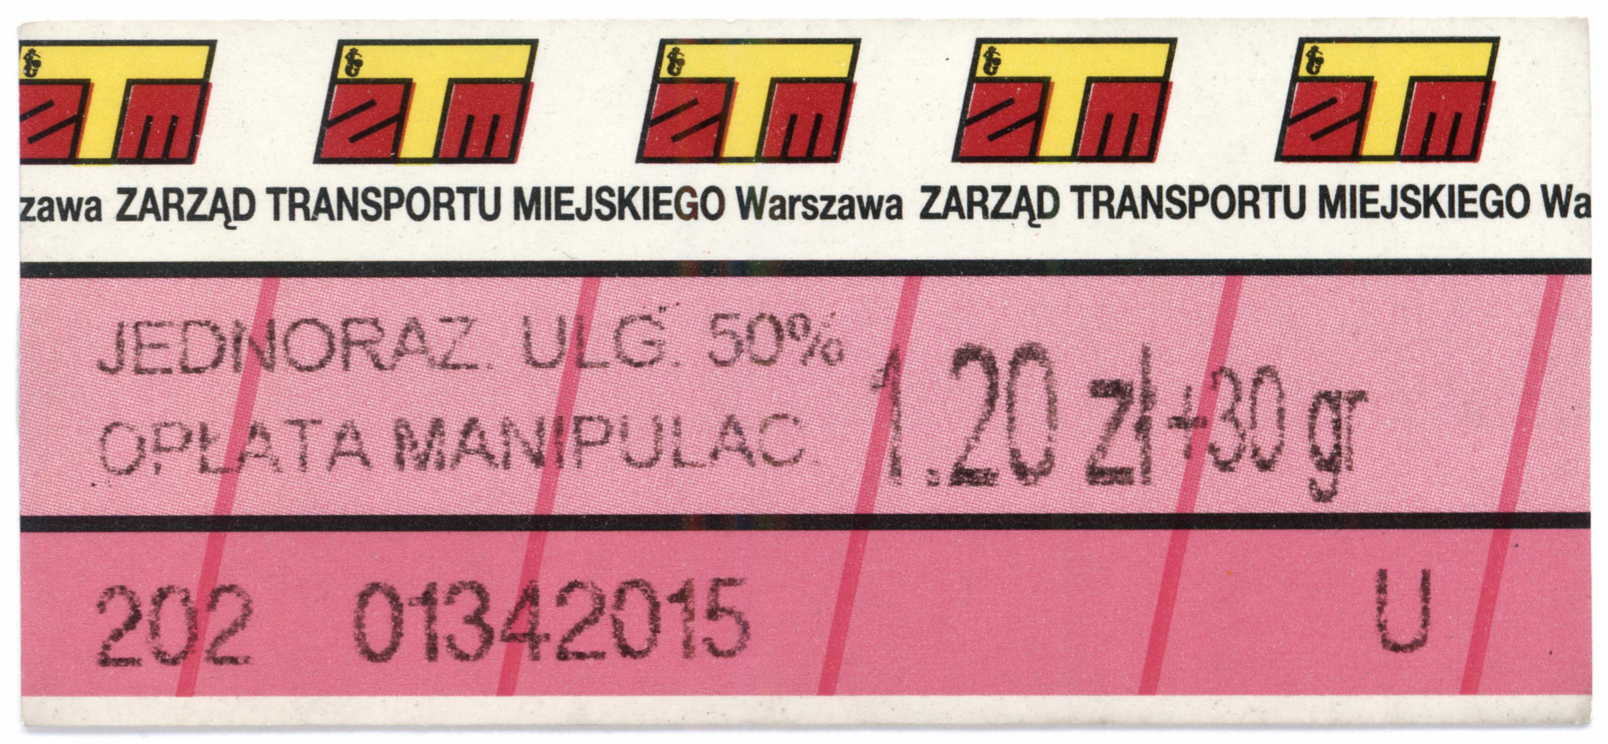 ZTM ZTM ZTM ZTM ZTM
zawa ZARZĄD TRANSPORTU MIEJSKIEGO Warszawa ZARZĄD TRANSPORTU MIEJSKIEGO Wa
JEDNORAZ. ULG. 50%
OPŁATA MANIPULAC. 1.20 zł+30 gr
202 01342015 U